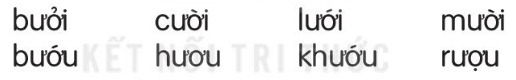 bưởi cười lưới mười
bướu hươu khướu rượu
KẾT NỐI TRI THỨC